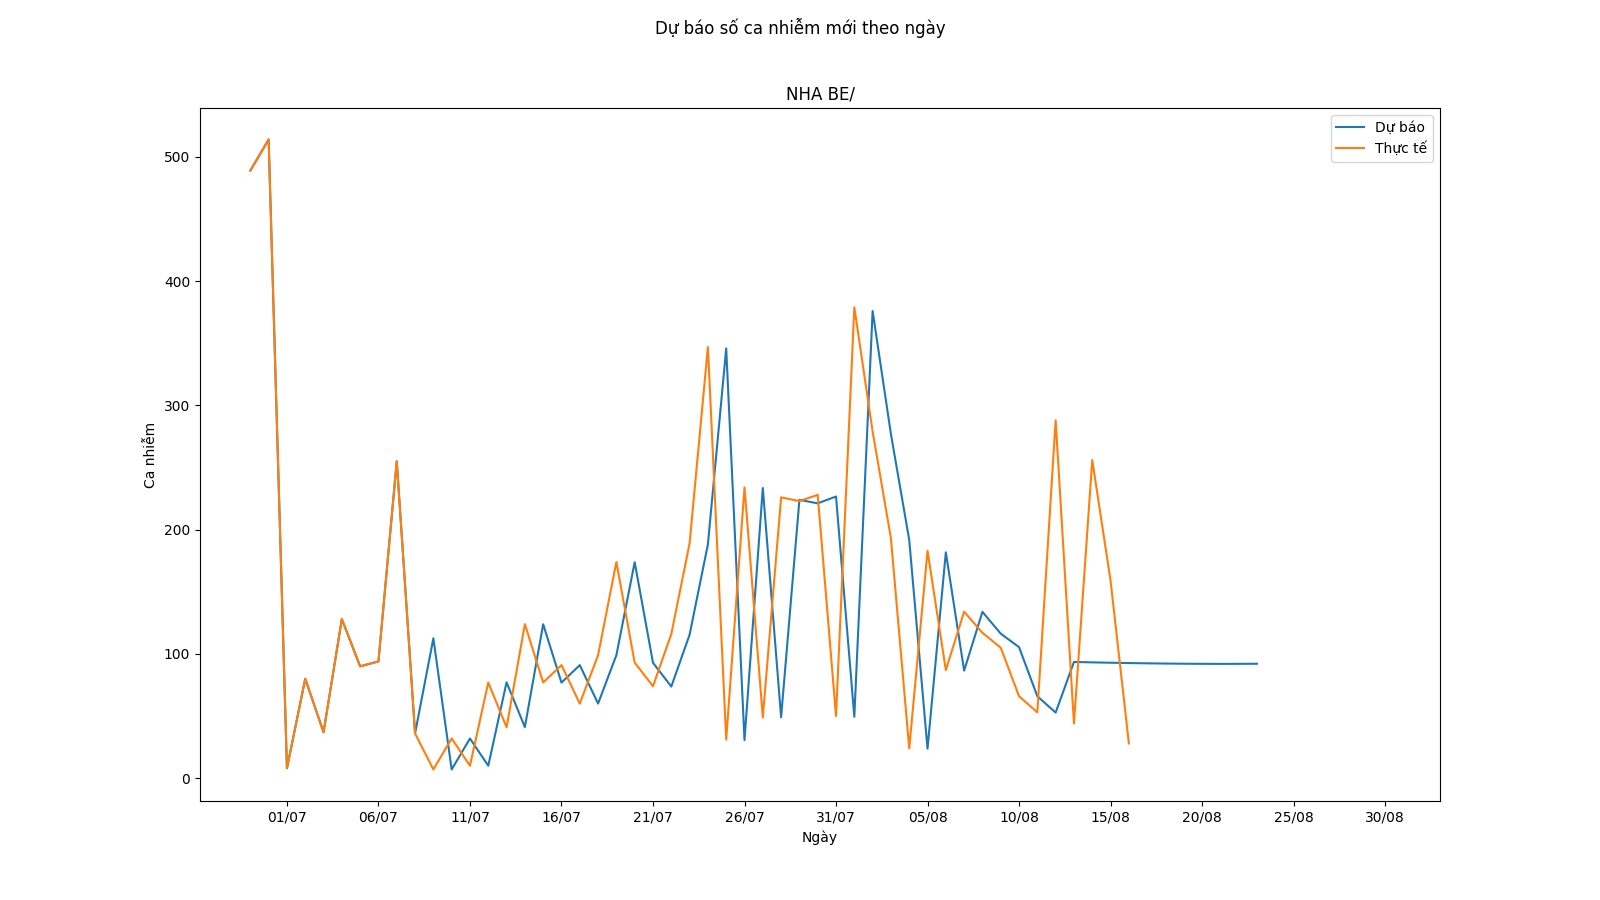 Dự báo số ca nhiễm mới theo ngày
NHA BE/
Dự báo
Thực tế
500
400
300
200
100
0
Ca nhiễm
01/07 06/07 11/07 16/07 21/07 26/07 31/07 05/08 10/08 15/08 20/08 25/08 30/08
Ngày